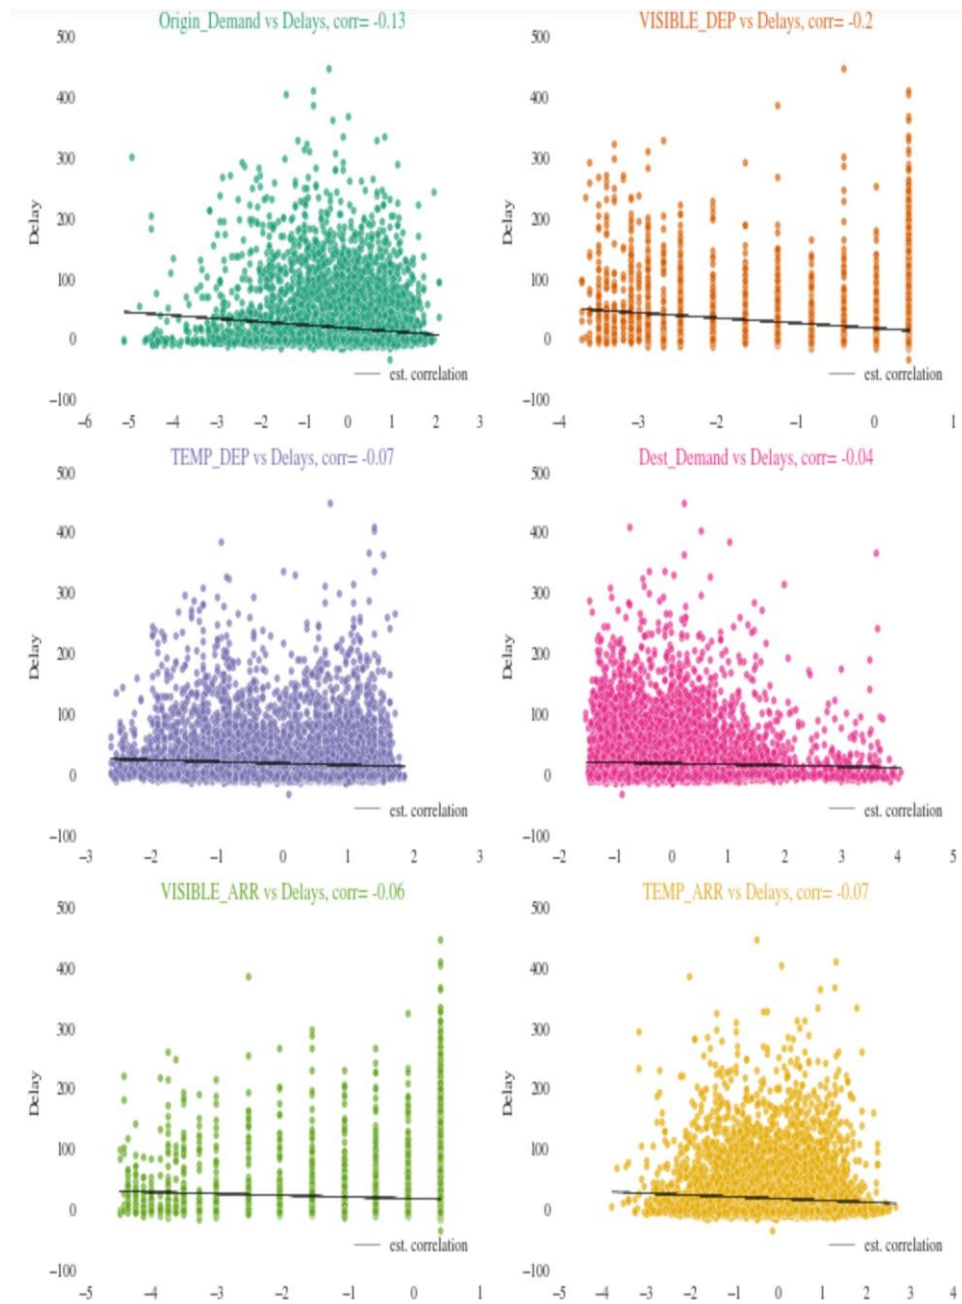 Origin_Demand vs Delays, corr= -0.13
500
400
300
200
100
0
−100
Delay
−6 −5 −4 −3 −2 −1 0 1 2 3
est. correlation
VISIBLE_DEP vs Delays, corr= -0.2
500
400
300
200
100
0
−100
Delay
−4 −3 −2 −1 0 1
est. correlation
TEMP_DEP vs Delays, corr= -0.07
500
400
300
200
100
0
−100
Delay
−3 −2 −1 0 1 2 3
est. correlation
Dest_Demand vs Delays, corr= -0.04
500
400
300
200
100
0
−100
Delay
−2 −1 0 1 2 3 4 5
est. correlation
VISIBLE_ARR vs Delays, corr= -0.06
500
400
300
200
100
0
−100
Delay
−5 −4 −3 −2 −1 0 1
est. correlation
TEMP_ARR vs Delays, corr= -0.07
500
400
300
200
100
0
−100
Delay
−5 −4 −3 −2 −1 0 1 2 3 4
est. correlation